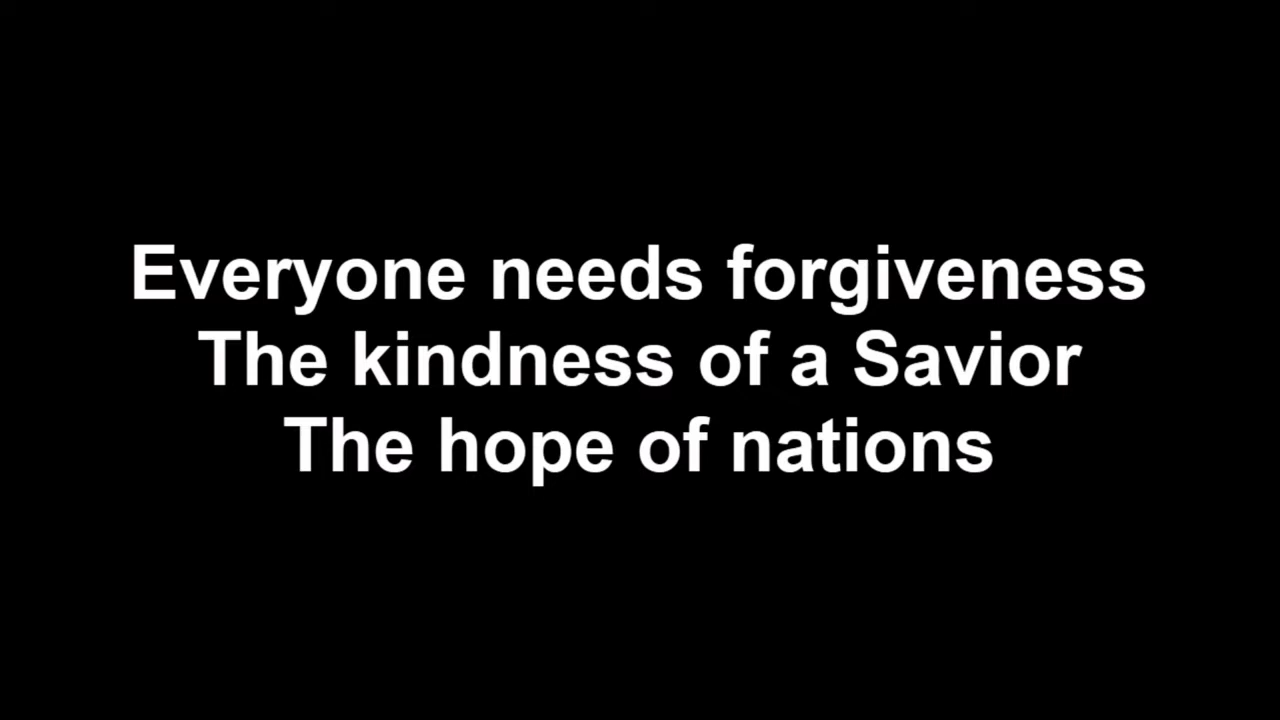 Everyone needs forgiveness
The kindness of a Savior
The hope of nations